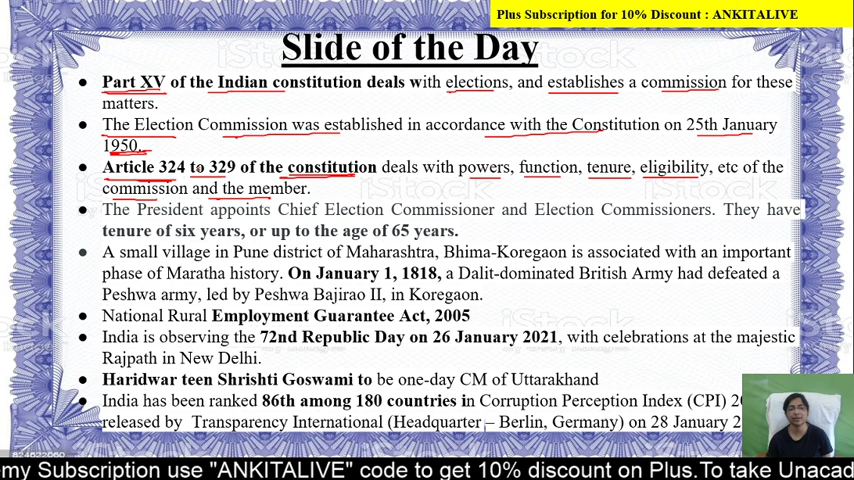 Plus Subscription for 10% Discount : ANKITALIVE
Slide of the Day
● Part XV of the Indian constitution deals with elections, and establishes a commission for these
matters.
● The Election Commission was established in accordance with the Constitution on 25th January
1950.
● Article 324 to 329 of the constitution deals with powers, function, tenure, eligibility, etc of the
commission and the member.
● The President appoints Chief Election Commissioner and Election Commissioners. They have
tenure of six years, or up to the age of 65 years.
● A small village in Pune district of Maharashtra, Bhima-Koregaon is associated with an important
phase of Maratha history. On January 1, 1818, a Dalit-dominated British Army had defeated a
Peshwa army, led by Peshwa Bajirao II, in Koregaon.
● National Rural Employment Guarantee Act, 2005
● India is observing the 72nd Republic Day on 26 January 2021, with celebrations at the majestic
Rajpath in New Delhi.
● Haridwar teen Shrishti Goswami to be one-day CM of Uttarakhand
● India has been ranked 86th among 180 countries in Corruption Perception Index (CPI) 2
released by Transparency International (Headquarter – Berlin, Germany) on 28 January 2
my Subscription use "ANKITALIVE" code to get 10% discount on Plus.To take Unacad
iStock